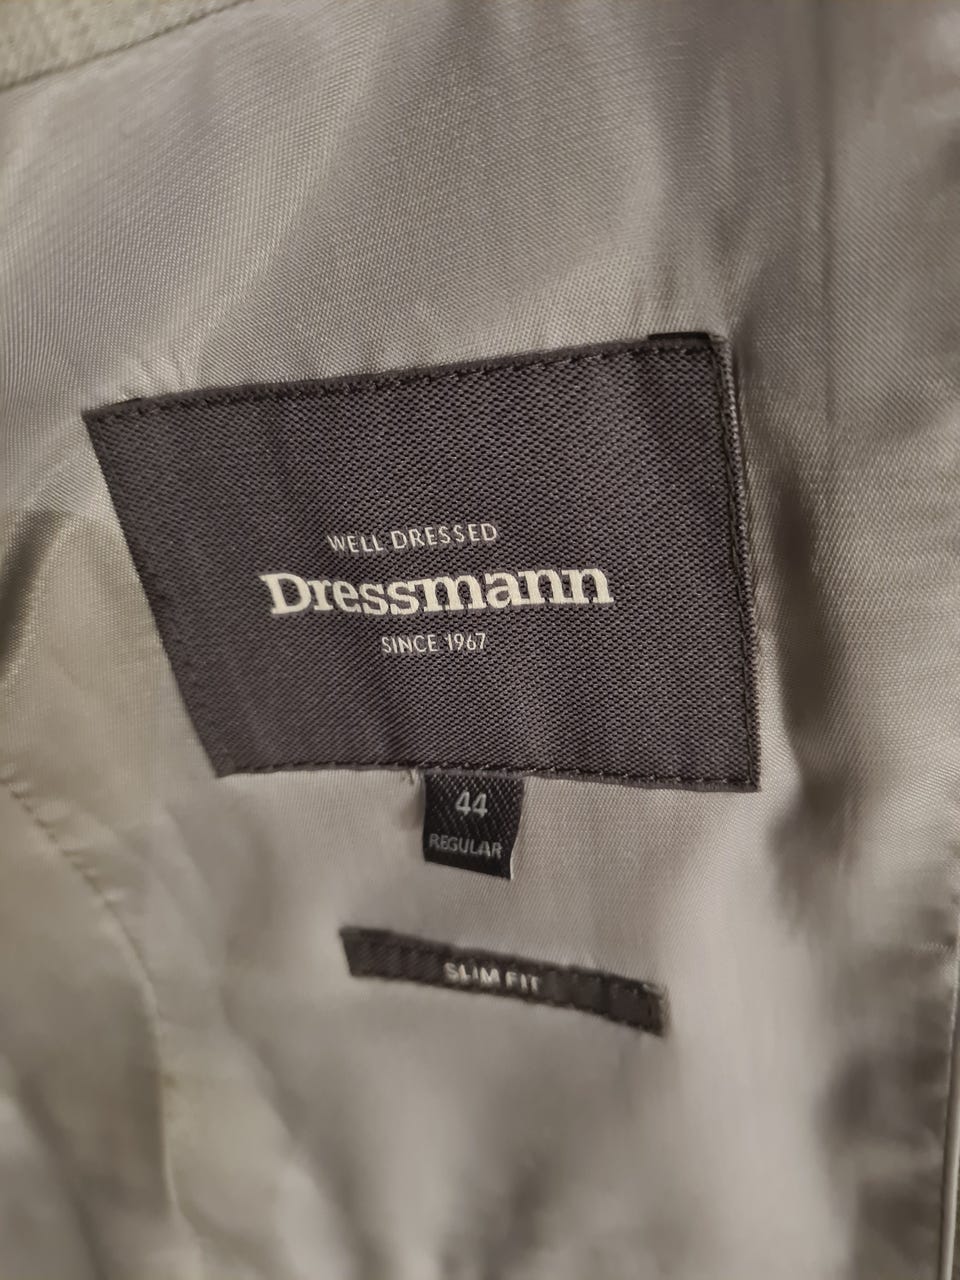 WELL DRESSED
Dressmann
SINCE 1967
44
REGULAR
SLIM FIT